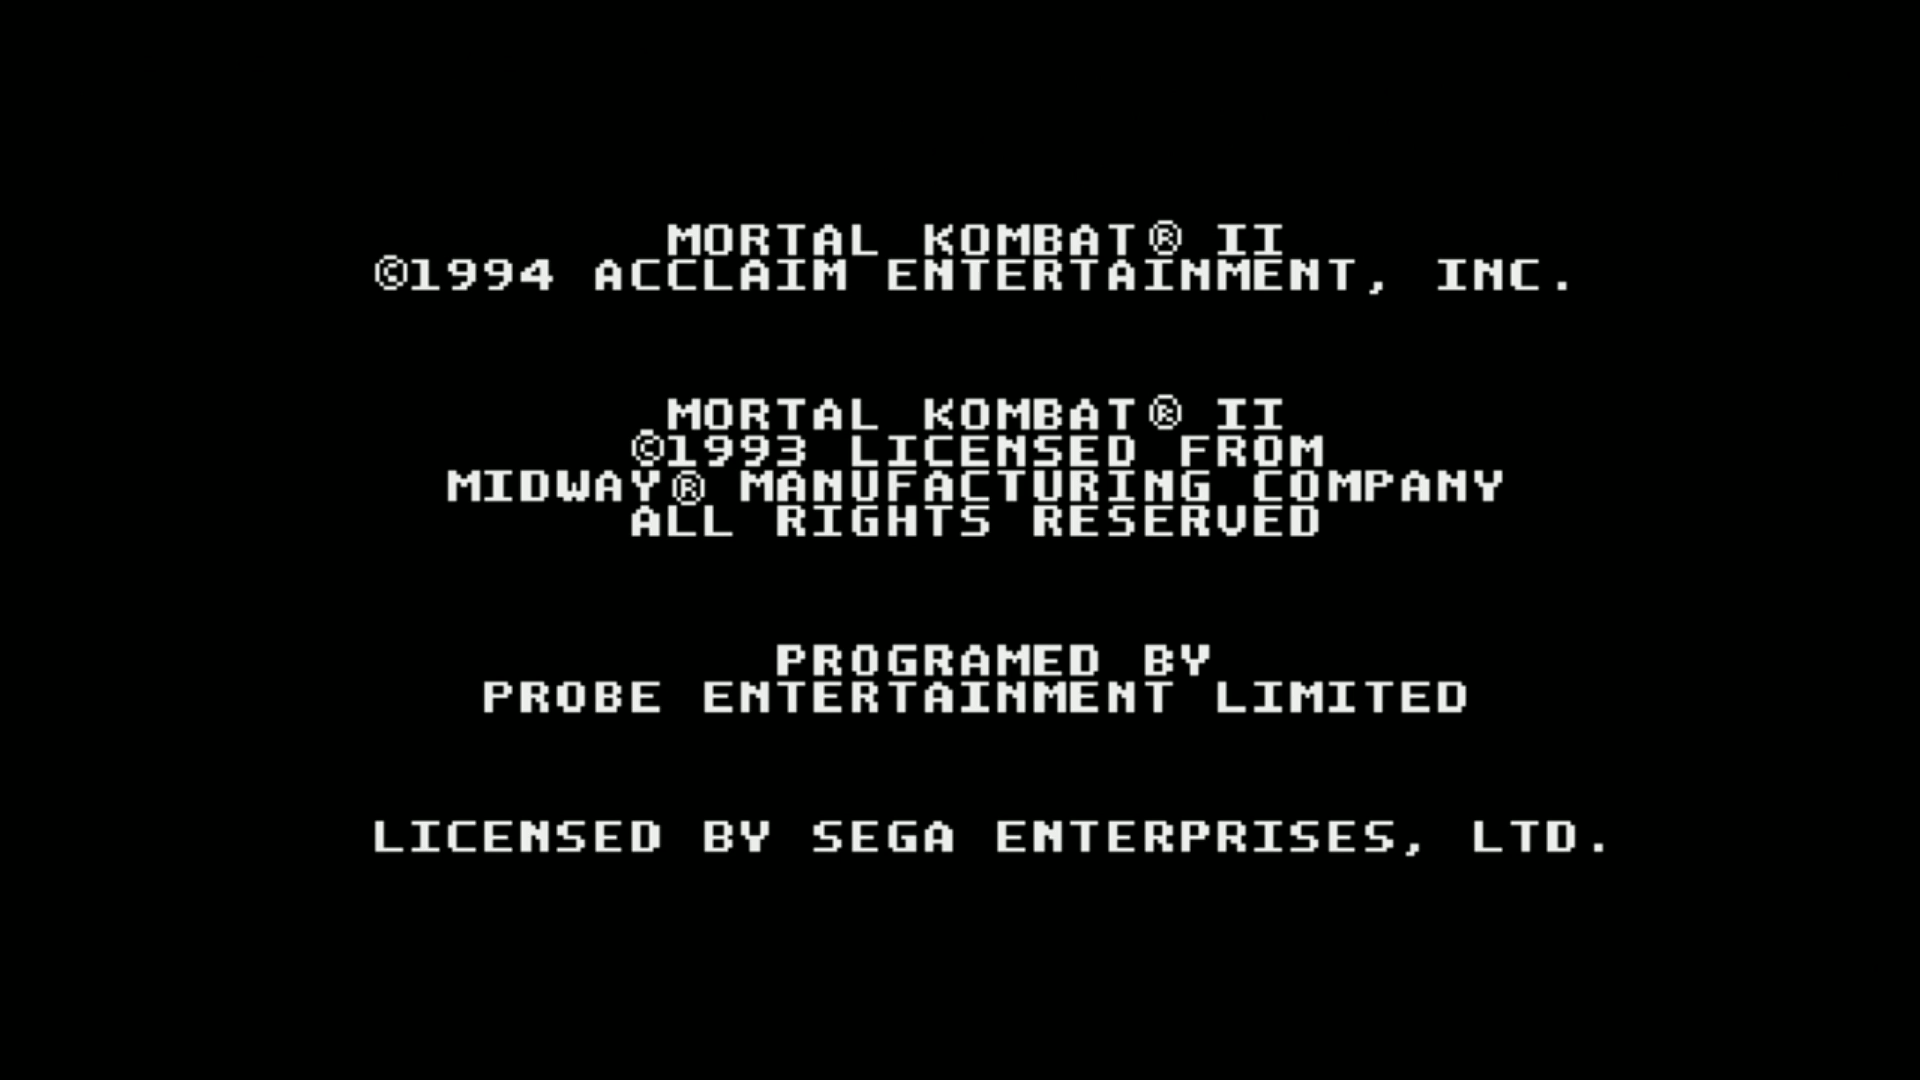 MORTAL KOMBAT® II
©1994 ACCLAIM ENTERTAINMENT, INC.
MORTAL KOMBAT® II
©1993 LICENSED FROM
MIDWAY® MANUFACTURING COMPANY
ALL RIGHTS RESERVED
PROGRAMED BY
PROBE ENTERTAINMENT LIMITED
LICENSED BY SEGA ENTERPRISES, LTD.